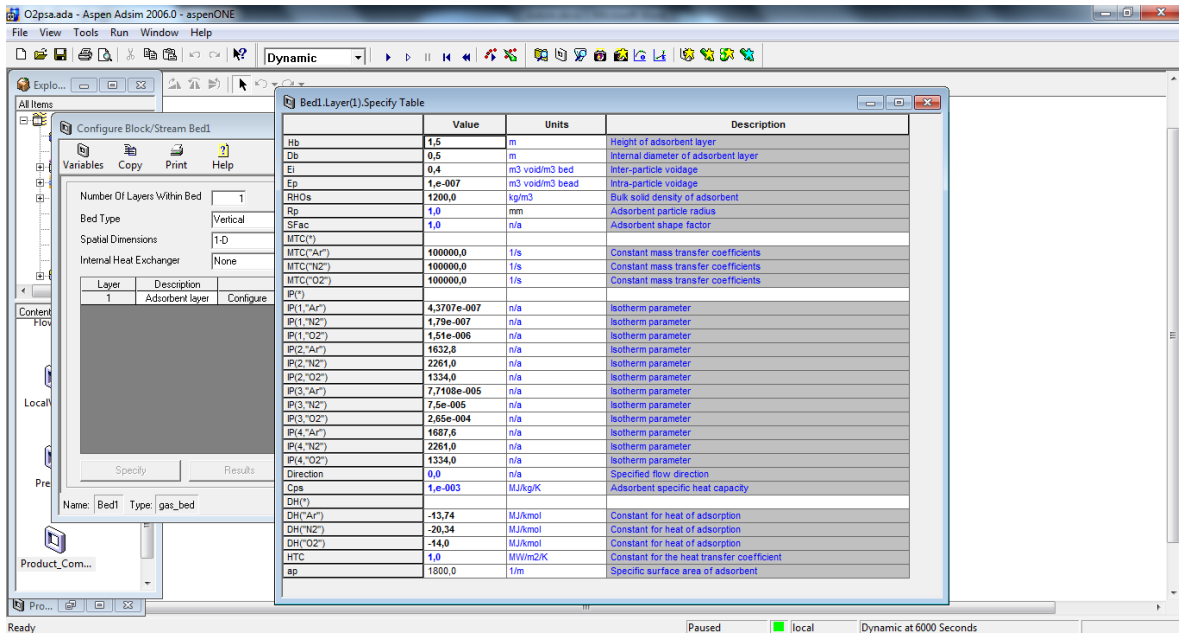 O2psa.ada - Aspen Adsim 2006.0 - aspenONE
File View Tools Run Window Help
Dynamic
Explo...
All Items
Configure Block/Stream Bed1
Variables Copy Print Help
Number Of Layers Within Bed 1
Bed Type Vertical
Spatial Dimensions 1-D
Internal Heat Exchanger None
Layer Description
1 Adsorbent layer Configure
Specify Results
Name: Bed1 Type: gas_bed
Content
Flov
Local
Pre
Product_Com...
Pro...
Bed1.Layer(1).Specify Table
Value Units Description
Hb 1,5 m Height of adsorbent layer
Db 0,5 m Internal diameter of adsorbent layer
Ei 0,4 m3 void/m3 bed Inter-particle voidage
Ep 1,e-007 m3 void/m3 bead Intra-particle voidage
RHOs 1200,0 kg/m3 Bulk solid density of adsorbent
Rp 1,0 mm Adsorbent particle radius
SFac 1,0 n/a Adsorbent shape factor
MTC(*)
MTC("Ar") 100000,0 1/s Constant mass transfer coefficients
MTC("N2") 100000,0 1/s Constant mass transfer coefficients
MTC("O2") 100000,0 1/s Constant mass transfer coefficients
IP(*)
IP(1,"Ar") 4,3707e-007 n/a Isotherm parameter
IP(1,"N2") 1,79e-007 n/a Isotherm parameter
IP(1,"O2") 1,51e-006 n/a Isotherm parameter
IP(2,"Ar") 1632,8 n/a Isotherm parameter
IP(2,"N2") 2261,0 n/a Isotherm parameter
IP(2,"O2") 1334,0 n/a Isotherm parameter
IP(3,"Ar") 7,7108e-005 n/a Isotherm parameter
IP(3,"N2") 7,5e-005 n/a Isotherm parameter
IP(3,"O2") 2,65e-004 n/a Isotherm parameter
IP(4,"Ar") 1687,6 n/a Isotherm parameter
IP(4,"N2") 2261,0 n/a Isotherm parameter
IP(4,"O2") 1334,0 n/a Isotherm parameter
Direction 0,0 n/a Specified flow direction
Cps 1,e-003 MJ/kg/K Adsorbent specific heat capacity
DH(*)
DH("Ar") -13,74 MJ/kmol Constant for heat of adsorption
DH("N2") -20,34 MJ/kmol Constant for heat of adsorption
DH("O2") -14,0 MJ/kmol Constant for heat of adsorption
HTC 1,0 MW/m2/K Constant for the heat transfer coefficient
ap 1800,0 1/m Specific surface area of adsorbent
Ready Paused local Dynamic at 6000 Seconds